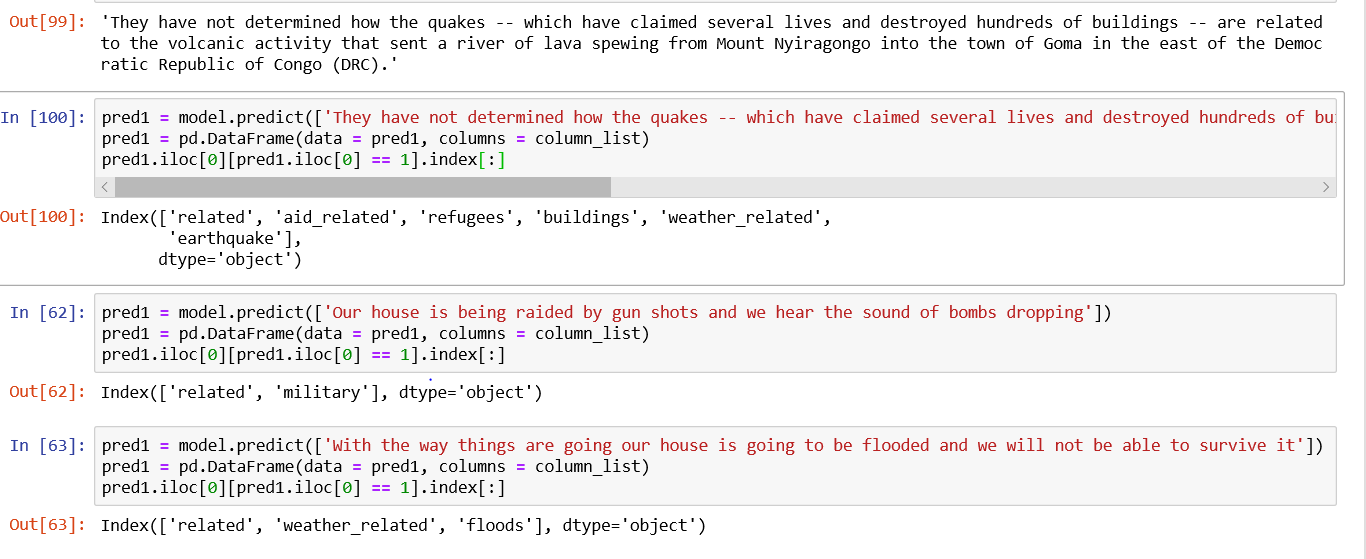 Out[99]: 'They have not determined how the quakes -- which have claimed several lives and destroyed hundreds of buildings -- are related
to the volcanic activity that sent a river of lava spewing from Mount Nyiragongo into the town of Goma in the east of the Democ
ratic Republic of Congo (DRC).'
In [100]: pred1 = model.predict(['They have not determined how the quakes -- which have claimed several lives and destroyed hundreds of bu
pred1 = pd.DataFrame(data = pred1, columns = column_list)
pred1.iloc[0][pred1.iloc[0] == 1].index[:]
Out[100]: Index(['related', 'aid_related', 'refugees', 'buildings', 'weather_related',
'earthquake'],
dtype='object')
In [62]: pred1 = model.predict(['Our house is being raided by gun shots and we hear the sound of bombs dropping'])
pred1 = pd.DataFrame(data = pred1, columns = column_list)
pred1.iloc[0][pred1.iloc[0] == 1].index[:]
Out[62]: Index(['related', 'military'], dtype='object')
In [63]: pred1 = model.predict(['With the way things are going our house is going to be flooded and we will not be able to survive it'])
pred1 = pd.DataFrame(data = pred1, columns = column_list)
pred1.iloc[0][pred1.iloc[0] == 1].index[:]
Out[63]: Index(['related', 'weather_related', 'floods'], dtype='object')